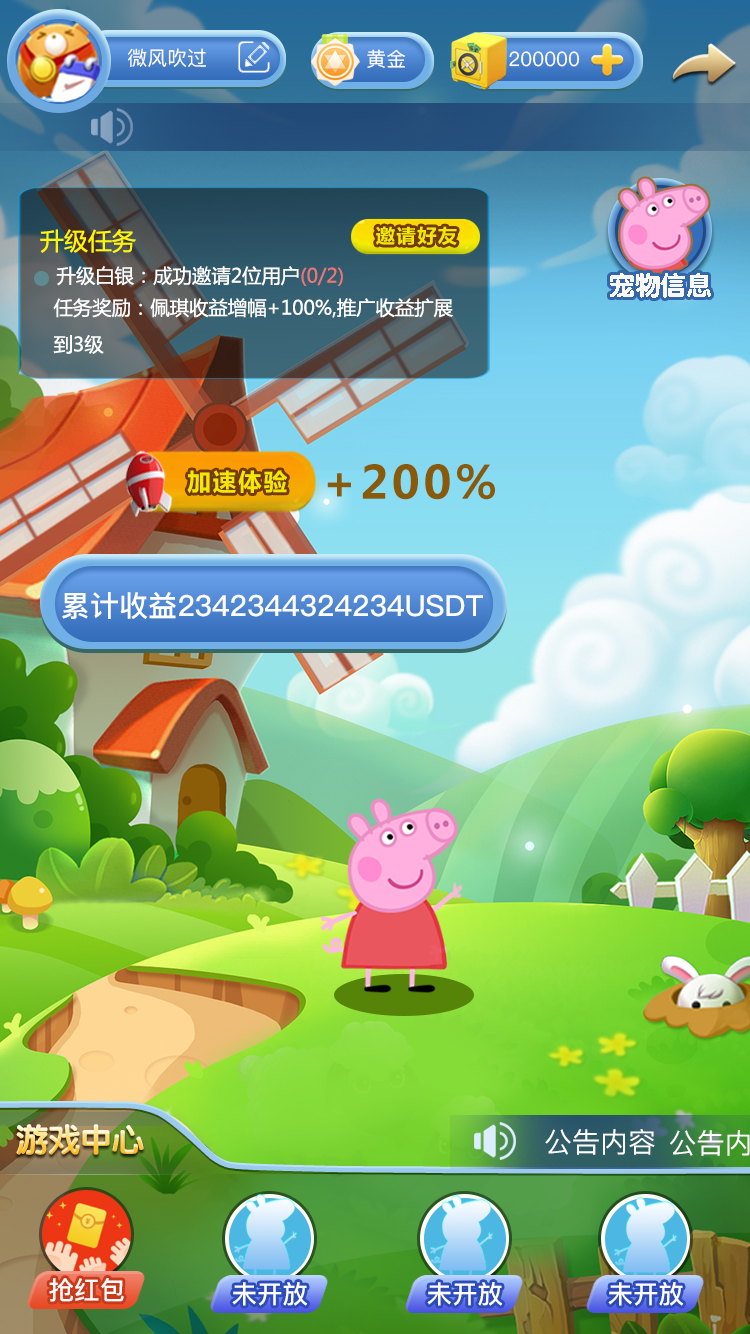 微风吹过
黄金
200000
升级任务
邀请好友
升级白银：成功邀请2位用户(0/2)
任务奖励：佩琪收益增幅+100%,推广收益扩展
到3级
宠物信息
加速体验
+200%
累计收益2342344324234USDT
游戏中心
公告内容 公告内
抢红包
未开放
未开放
未开放